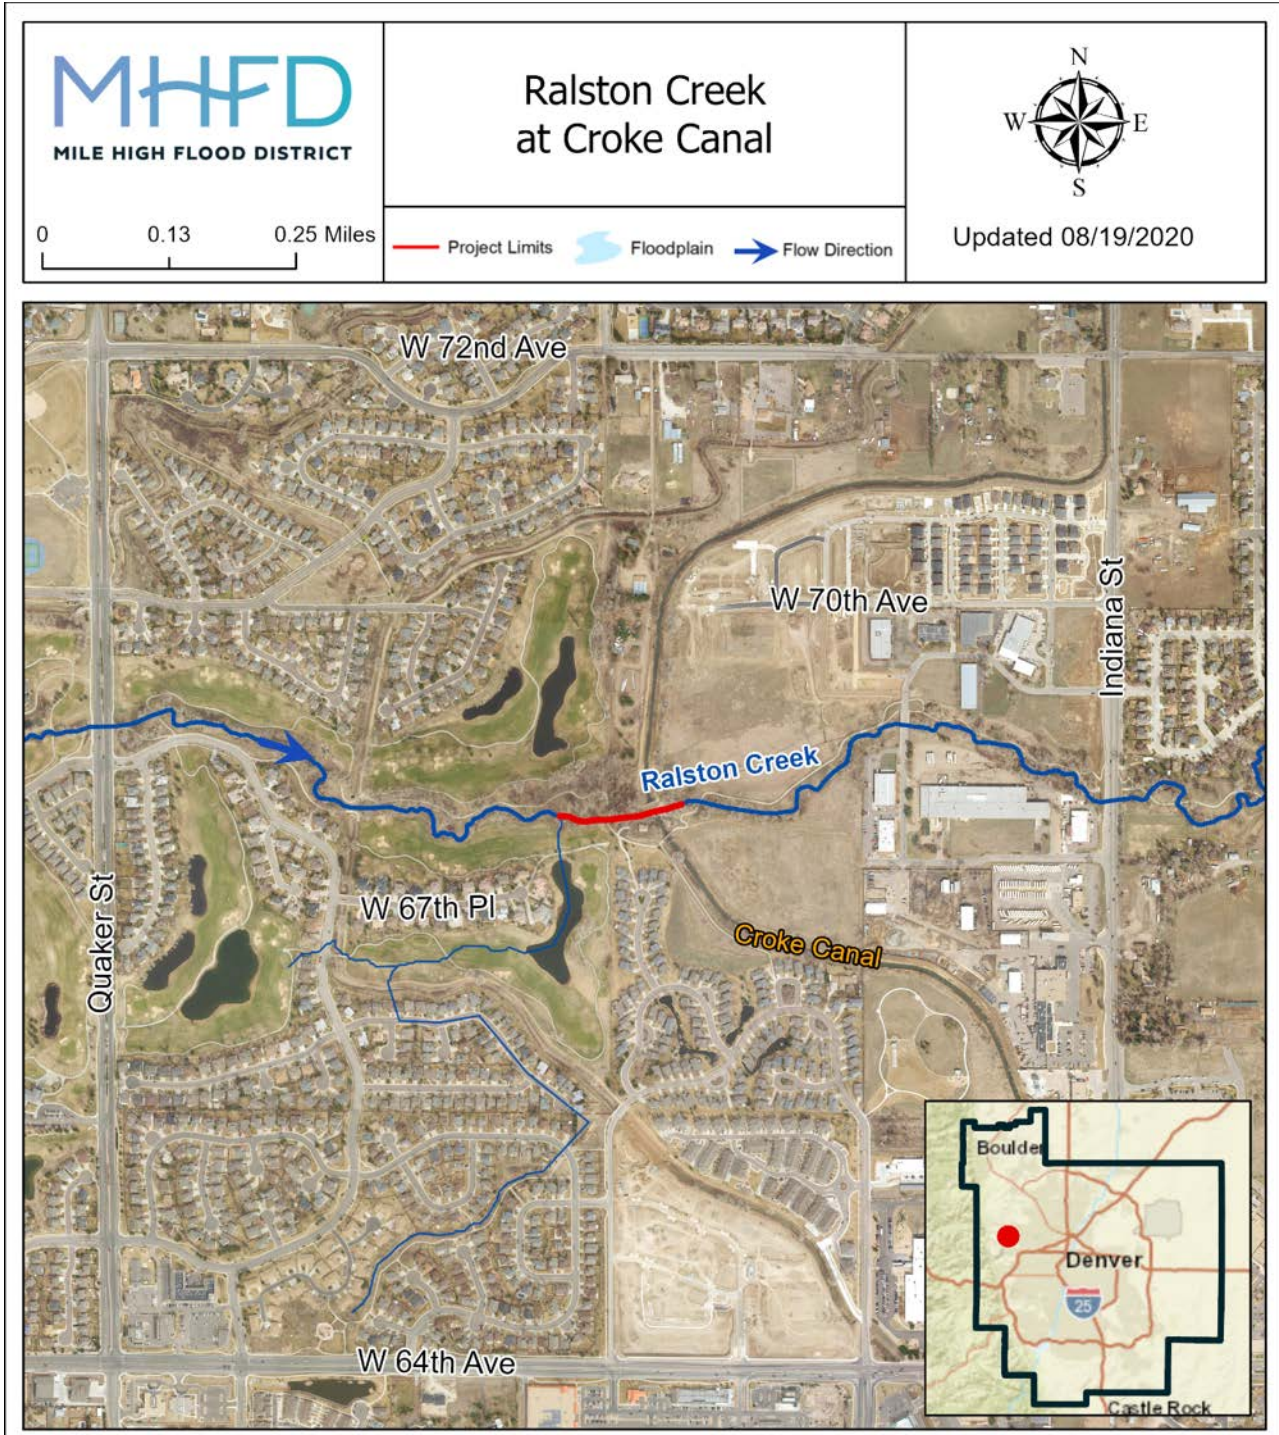 MHFD
MILE HIGH FLOOD DISTRICT
0 0.13 0.25 Miles
Ralston Creek
at Croke Canal
Project Limits Floodplain Flow Direction
N
W E
S
Updated 08/19/2020
W 72nd Ave
W 70th Ave
Indiana St
Ralston Creek
Quaker St
W 67th Pl
Croke Canal
W 64th Ave
Boulder
Denver
25
Castle Rock